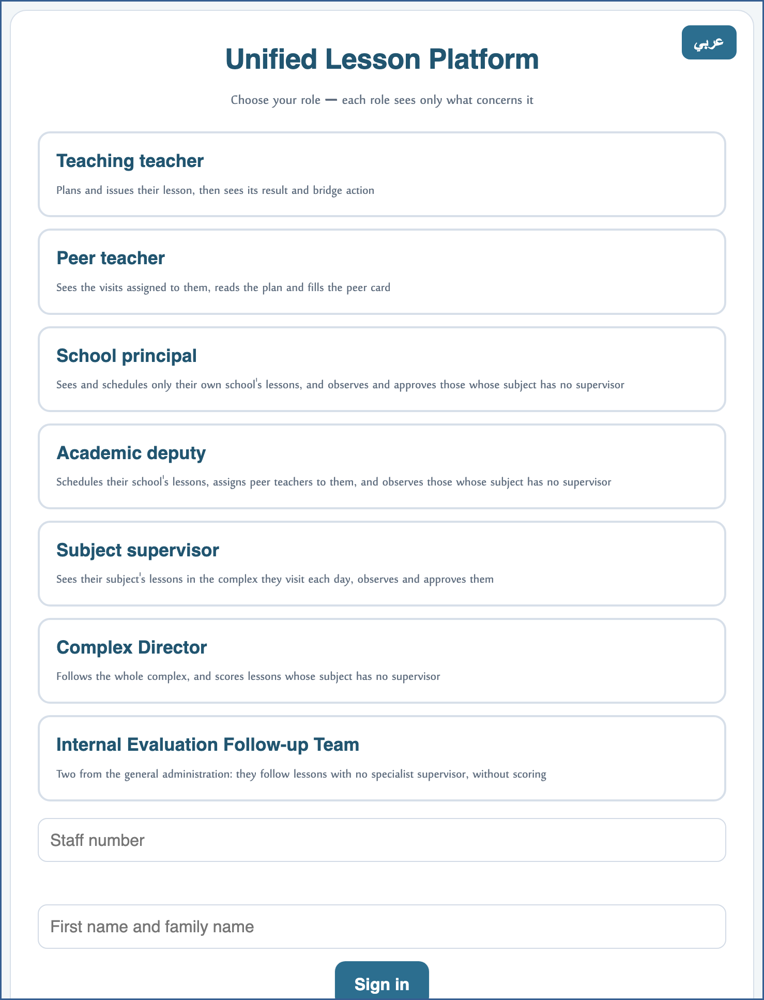 عربي
Unified Lesson Platform
Choose your role — each role sees only what concerns it
Teaching teacher
Plans and issues their lesson, then sees its result and bridge action
Peer teacher
Sees the visits assigned to them, reads the plan and fills the peer card
School principal
Sees and schedules only their own school's lessons, and observes and approves those whose subject has no supervisor
Academic deputy
Schedules their school's lessons, assigns peer teachers to them, and observes those whose subject has no supervisor
Subject supervisor
Sees their subject's lessons in the complex they visit each day, observes and approves them
Complex Director
Follows the whole complex, and scores lessons whose subject has no supervisor
Internal Evaluation Follow-up Team
Two from the general administration: they follow lessons with no specialist supervisor, without scoring
Staff number
First name and family name
Sign in